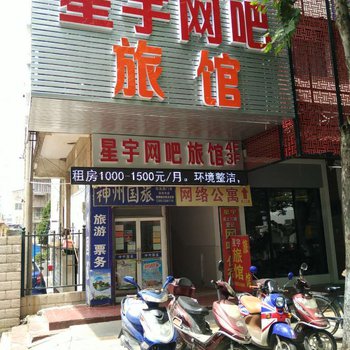 星宇网吧
旅馆
星宇网吧 旅馆
租房1000-1500元/月。环境整洁,
神州国旅
网络公寓
旅游
票务
星宇
旅馆